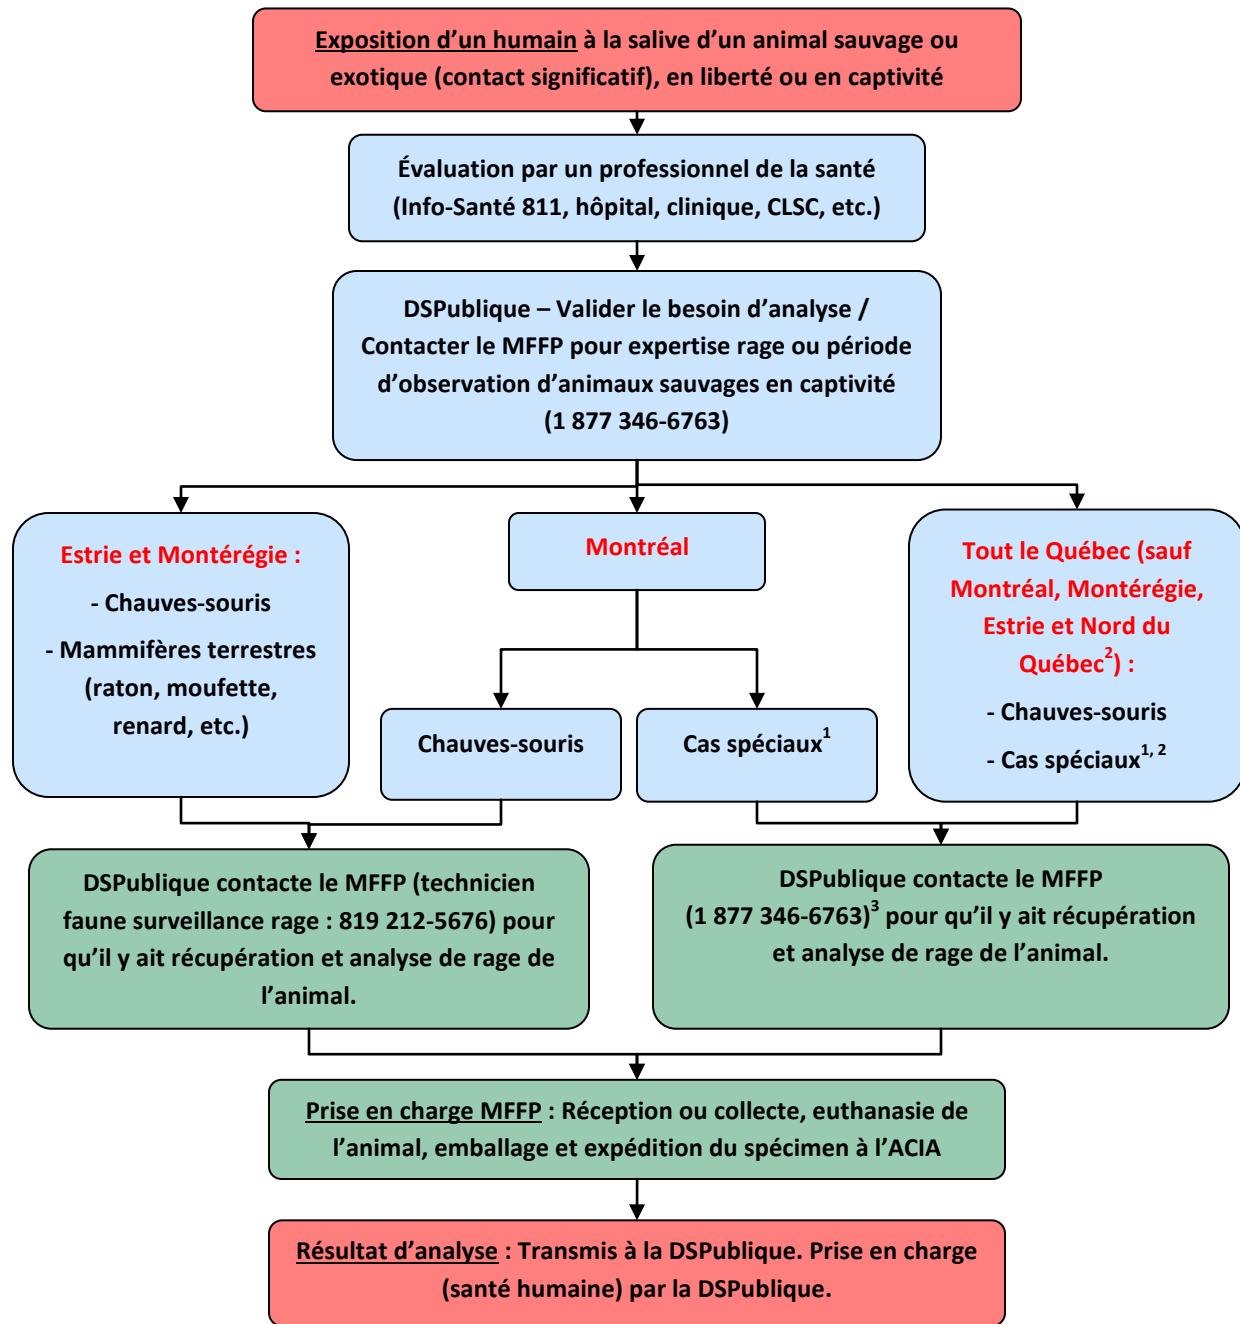 Exposition d’un humain à la salive d’un animal sauvage ou
exotique (contact significatif), en liberté ou en captivité
Évaluation par un professionnel de la santé
(Info-Santé 811, hôpital, clinique, CLSC, etc.)
DSPublique – Valider le besoin d’analyse /
Contacter le MFFP pour expertise rage ou période
d’observation d’animaux sauvages en captivité
(1 877 346-6763)
Estrie et Montérégie :
- Chauves-souris
- Mammifères terrestres
(raton, moufette,
renard, etc.)
Montréal
Chauves-souris
Cas spéciaux1
Tout le Québec (sauf
Montréal, Montérégie,
Estrie et Nord du
Québec2) :
- Chauves-souris
- Cas spéciaux1, 2
DSPublique contacte le MFFP (technicien
faune surveillance rage : 819 212-5676) pour
qu’il y ait récupération et analyse de rage de
l’animal.
DSPublique contacte le MFFP
(1 877 346-6763)3 pour qu’il y ait récupération
et analyse de rage de l’animal.
Prise en charge MFFP : Réception ou collecte, euthanasie de
l’animal, emballage et expédition du spécimen à l’ACIA
Résultat d’analyse : Transmis à la DSPublique. Prise en charge
(santé humaine) par la DSPublique.